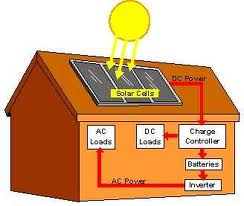 DC Power
Solar Cells
AC
Loads
DC
Loads
Charge
Controller
Batteries
AC Power
Inverter